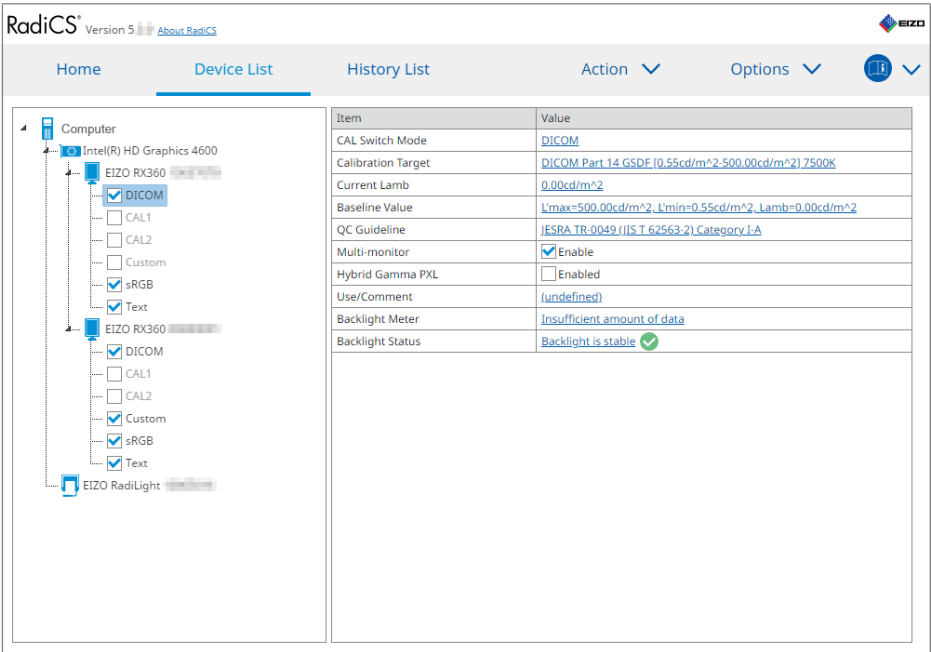 RadiCS® Version 5. About RadiCS
EIZO
Home Device List History List Action Options
Computer
Intel(R) HD Graphics 4600
EIZO RX360
DICOM
CAL1
CAL2
Custom
sRGB
Text
EIZO RX360
DICOM
CAL1
CAL2
Custom
sRGB
Text
EIZO RadiLight
Item Value
CAL Switch Mode DICOM
Calibration Target DICOM Part 14 GSDF [0.55cd/m^2-500.00cd/m^2] 7500K
Current Lamb 0.00cd/m^2
Baseline Value L'max=500.00cd/m^2, L'min=0.55cd/m^2, Lamb=0.00cd/m^2
QC Guideline JESRA TR-0049 (JIS T 62563-2) Category I-A
Multi-monitor Enable
Hybrid Gamma PXL Enabled
Use/Comment (undefined)
Backlight Meter Insufficient amount of data
Backlight Status Backlight is stable